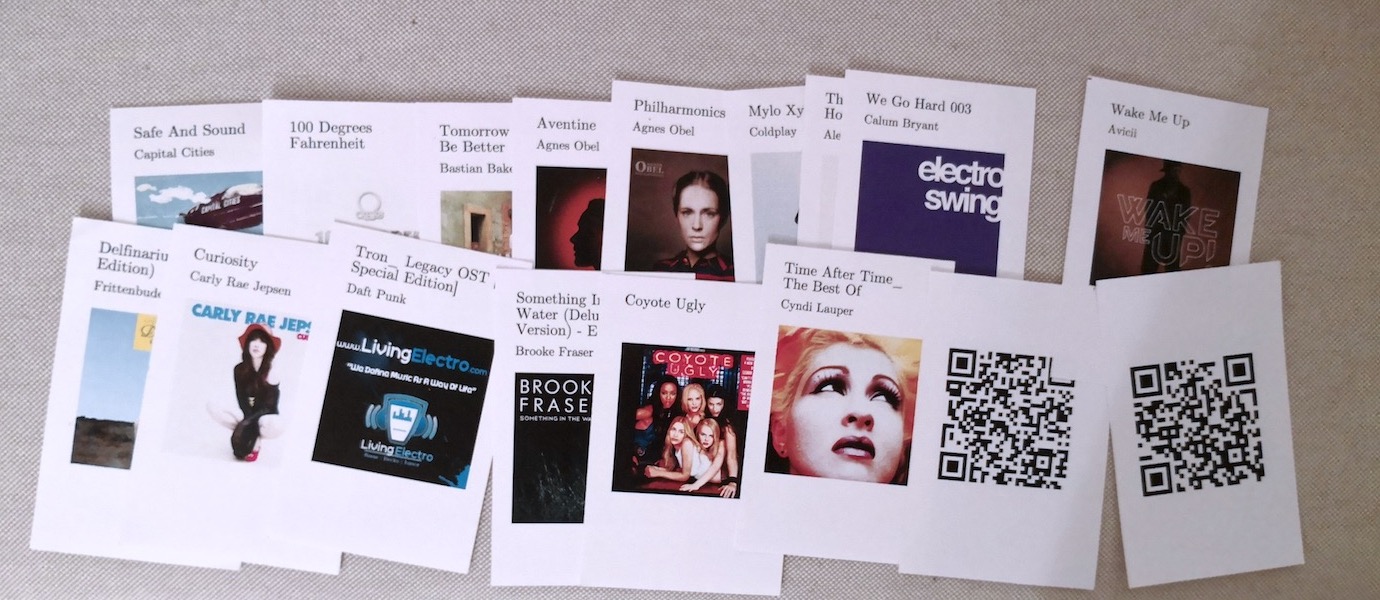 Safe And Sound
Capital Cities
CAPITAL CITIES
100 Degrees
Fahrenheit
Tomorrow
Be Better
Bastian Bake
Aventine
Agnes Obel
Philharmonics
Agnes Obel
OBEL
Mylo Xy
Coldplay
Th
Ho
Ale
We Go Hard 003
Calum Bryant
electro
swing
Wake Me Up
Avicii
WAKE
ME UP!
Delfinariu
Edition)
Frittenbude
Curiosity
Carly Rae Jepsen
CARLY RAE JEP
Tron_ Legacy OST
Special Edition]
Daft Punk
www.LivingElectro.com
"We Define Music As A Way Of Life"
LivingElectro
House | Electro | Trance
Something In
Water (Delu
Version) - E
Brooke Fraser
BROOK
FRASE
SOMETHING IN THE WA
Coyote Ugly
COYOTE
UGLY
Time After Time_
The Best Of
Cyndi Lauper